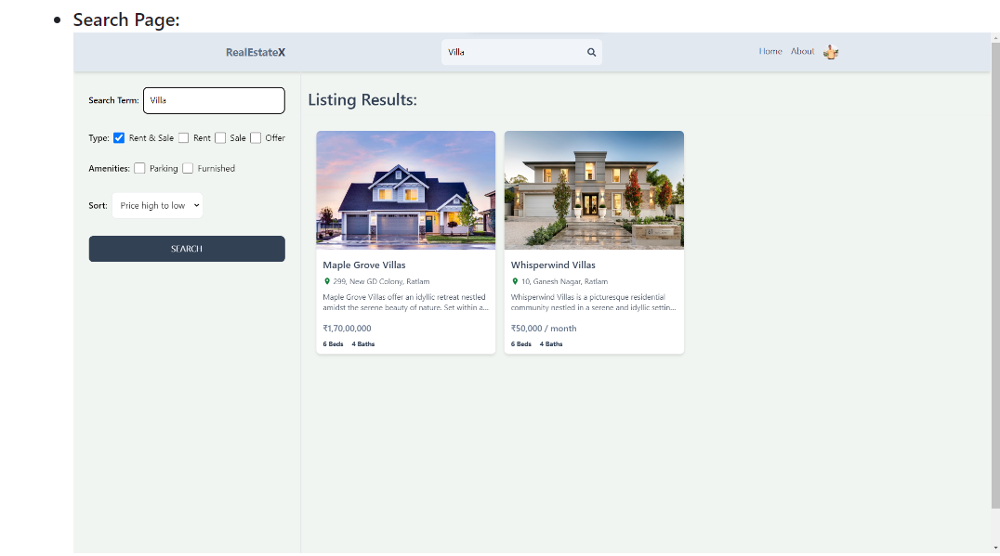 Search Page:
RealEstateX
Villa
Home About
Search Term: Villa
Type: Rent & Sale Rent Sale Offer
Amenities: Parking Furnished
Sort: Price high to low
SEARCH
Listing Results:
Maple Grove Villas
299, New GD Colony, Ratlam
Maple Grove Villas offer an idyllic retreat nestled
amidst the serene beauty of nature. Set within a...
₹1,70,00,000
6 Beds 4 Baths
Whisperwind Villas
10, Ganesh Nagar, Ratlam
Whisperwind Villas is a picturesque residential
community nestled in a serene and idyllic settin...
₹50,000 / month
6 Beds 4 Baths